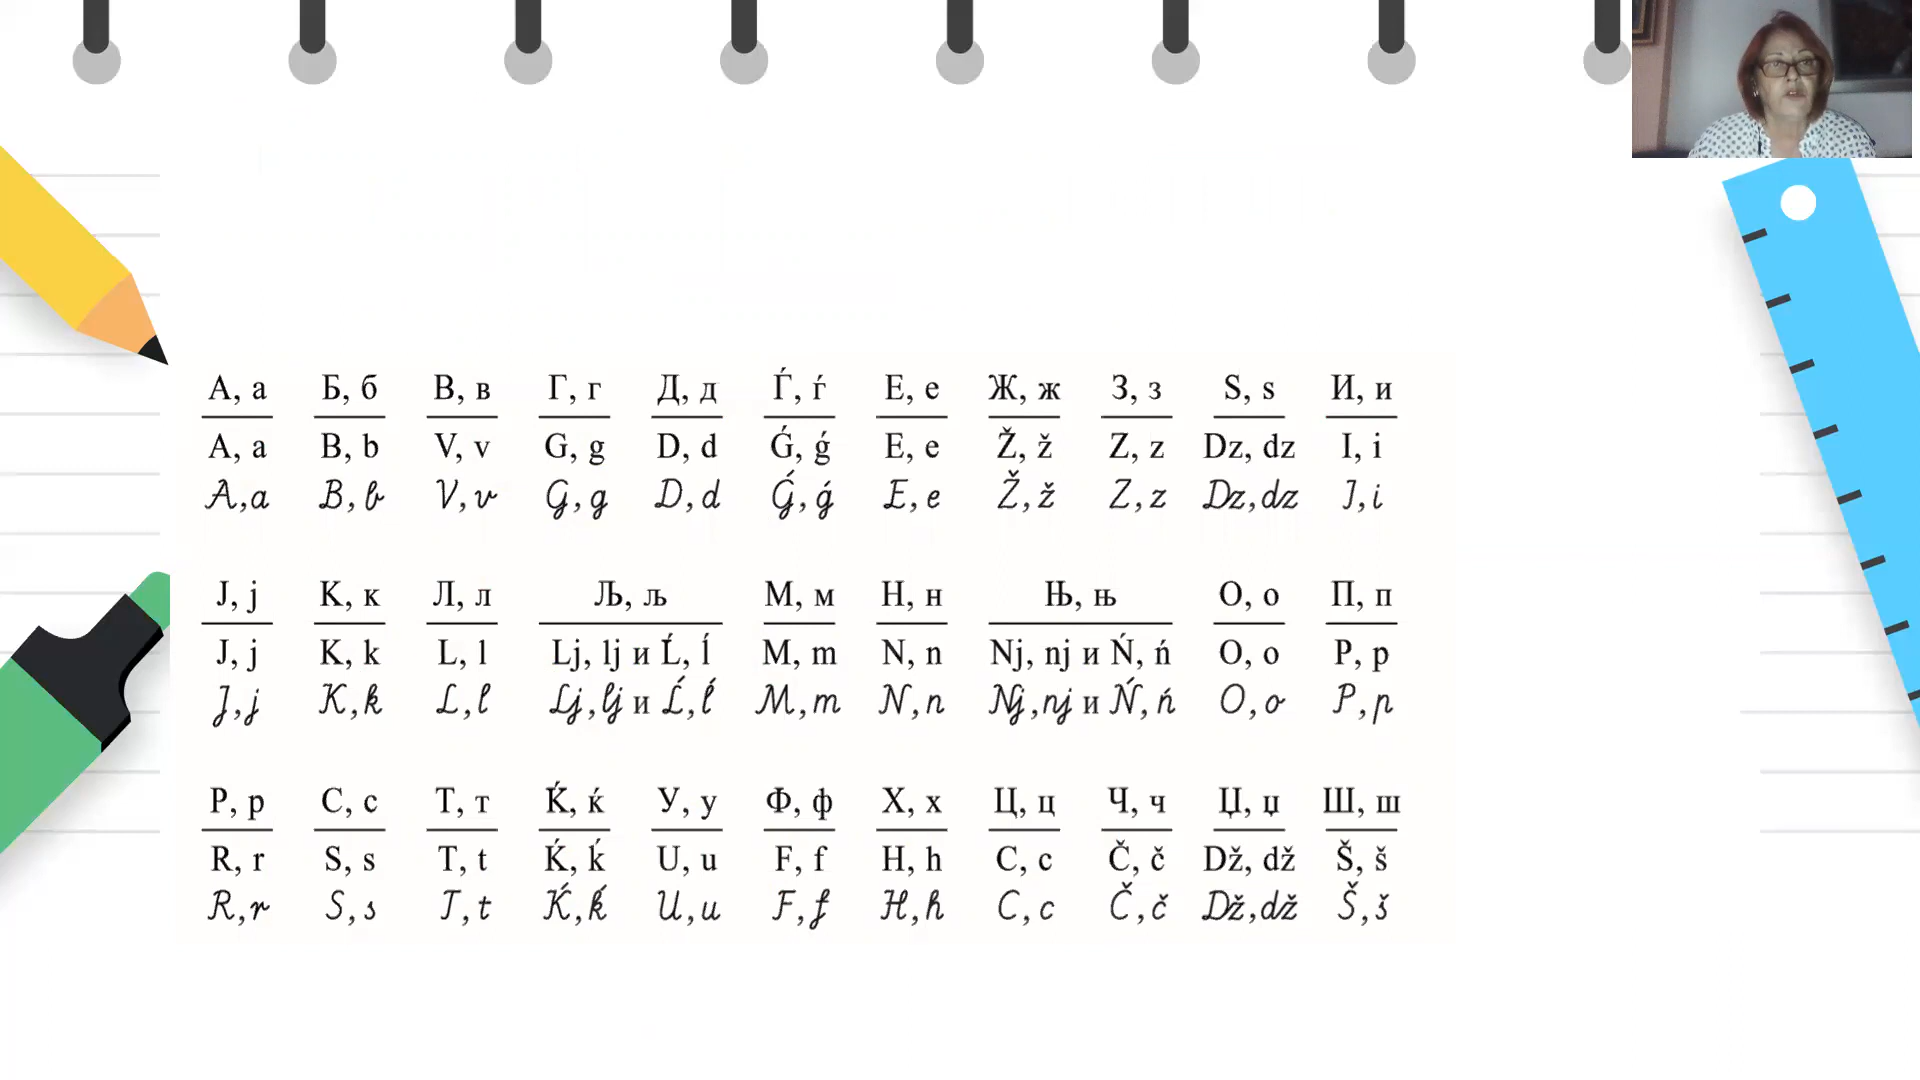 А, а Б, б В, в Г, г Д, д Ѓ, ѓ Е, е Ж, ж З, з Ѕ, ѕ И, и
A, a B, b V, v G, g D, d Ǵ, ǵ E, e Ž, ž Z, z Dz, dz I, i
A, a B, b V, v G, g D, d Ǵ, ǵ E, e Ž, ž Z, z Dz, dz I, i
Ј, ј К, к Л, л Љ, љ М, м Н, н Њ, њ О, о П, п
J, j K, k L, l Lj, lj и Ĺ, ĺ M, m N, n Nj, nj и Ń, ń O, o P, p
J, j K, k L, l Lj, lj и Ĺ, ĺ M, m N, n Nj, nj и Ń, ń O, o P, p
Р, р С, с Т, т Ќ, ќ У, у Ф, ф Х, х Ц, ц Ч, ч Џ, џ Ш, ш
R, r S, s T, t Ḱ, ḱ U, u F, f H, h C, c Č, č Dž, dž Š, š
R, r S, s T, t Ḱ, ḱ U, u F, f H, h C, c Č, č Dž, dž Š, š